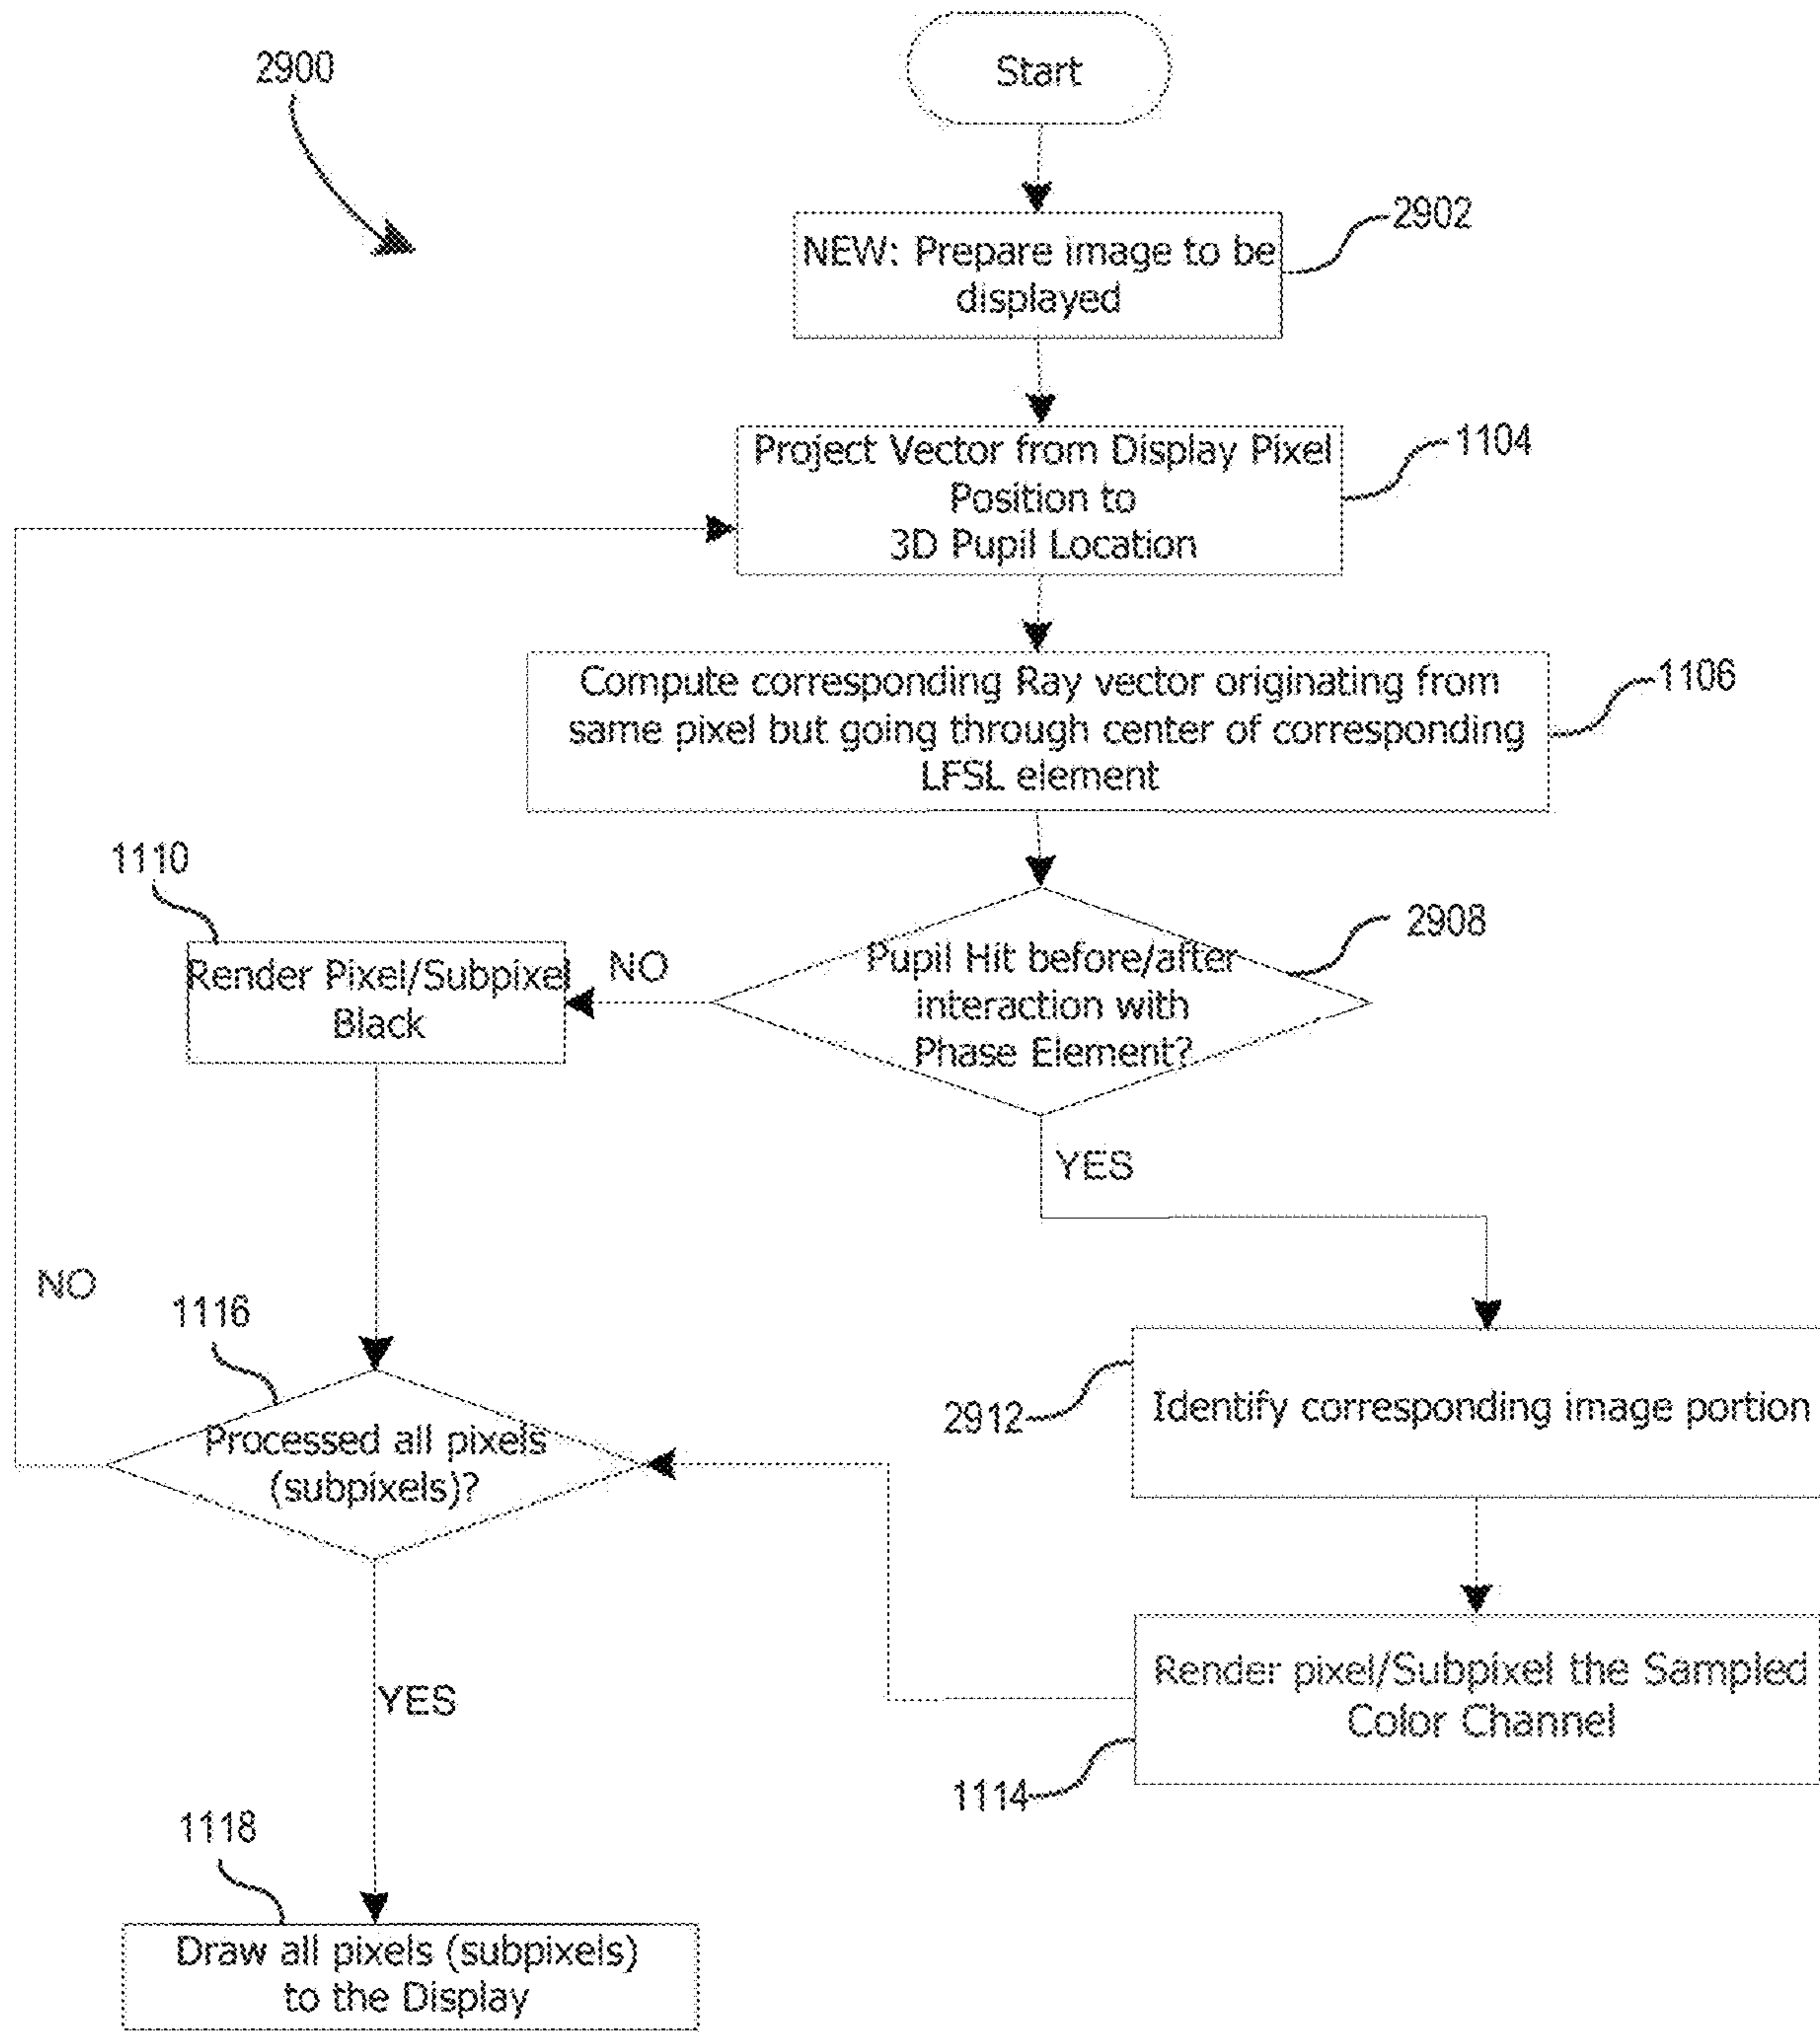 Start
2900
2902
NEW: Prepare image to be
displayed
1104
Project Vector from Display Pixel
Position to
3D Pupil Location
1106
Compute corresponding Ray vector originating from
same pixel but going through center of corresponding
LFSL element
1110
2908
Render Pixel/Subpixel
Black
NO
Pupil Hit before/after
interaction with
Phase Element?
YES
NO
1116
Processed all pixels
(subpixels)?
2912
Identify corresponding image portion
Render pixel/Subpixel the Sampled
Color Channel
1114
YES
1118
Draw all pixels (subpixels)
to the Display